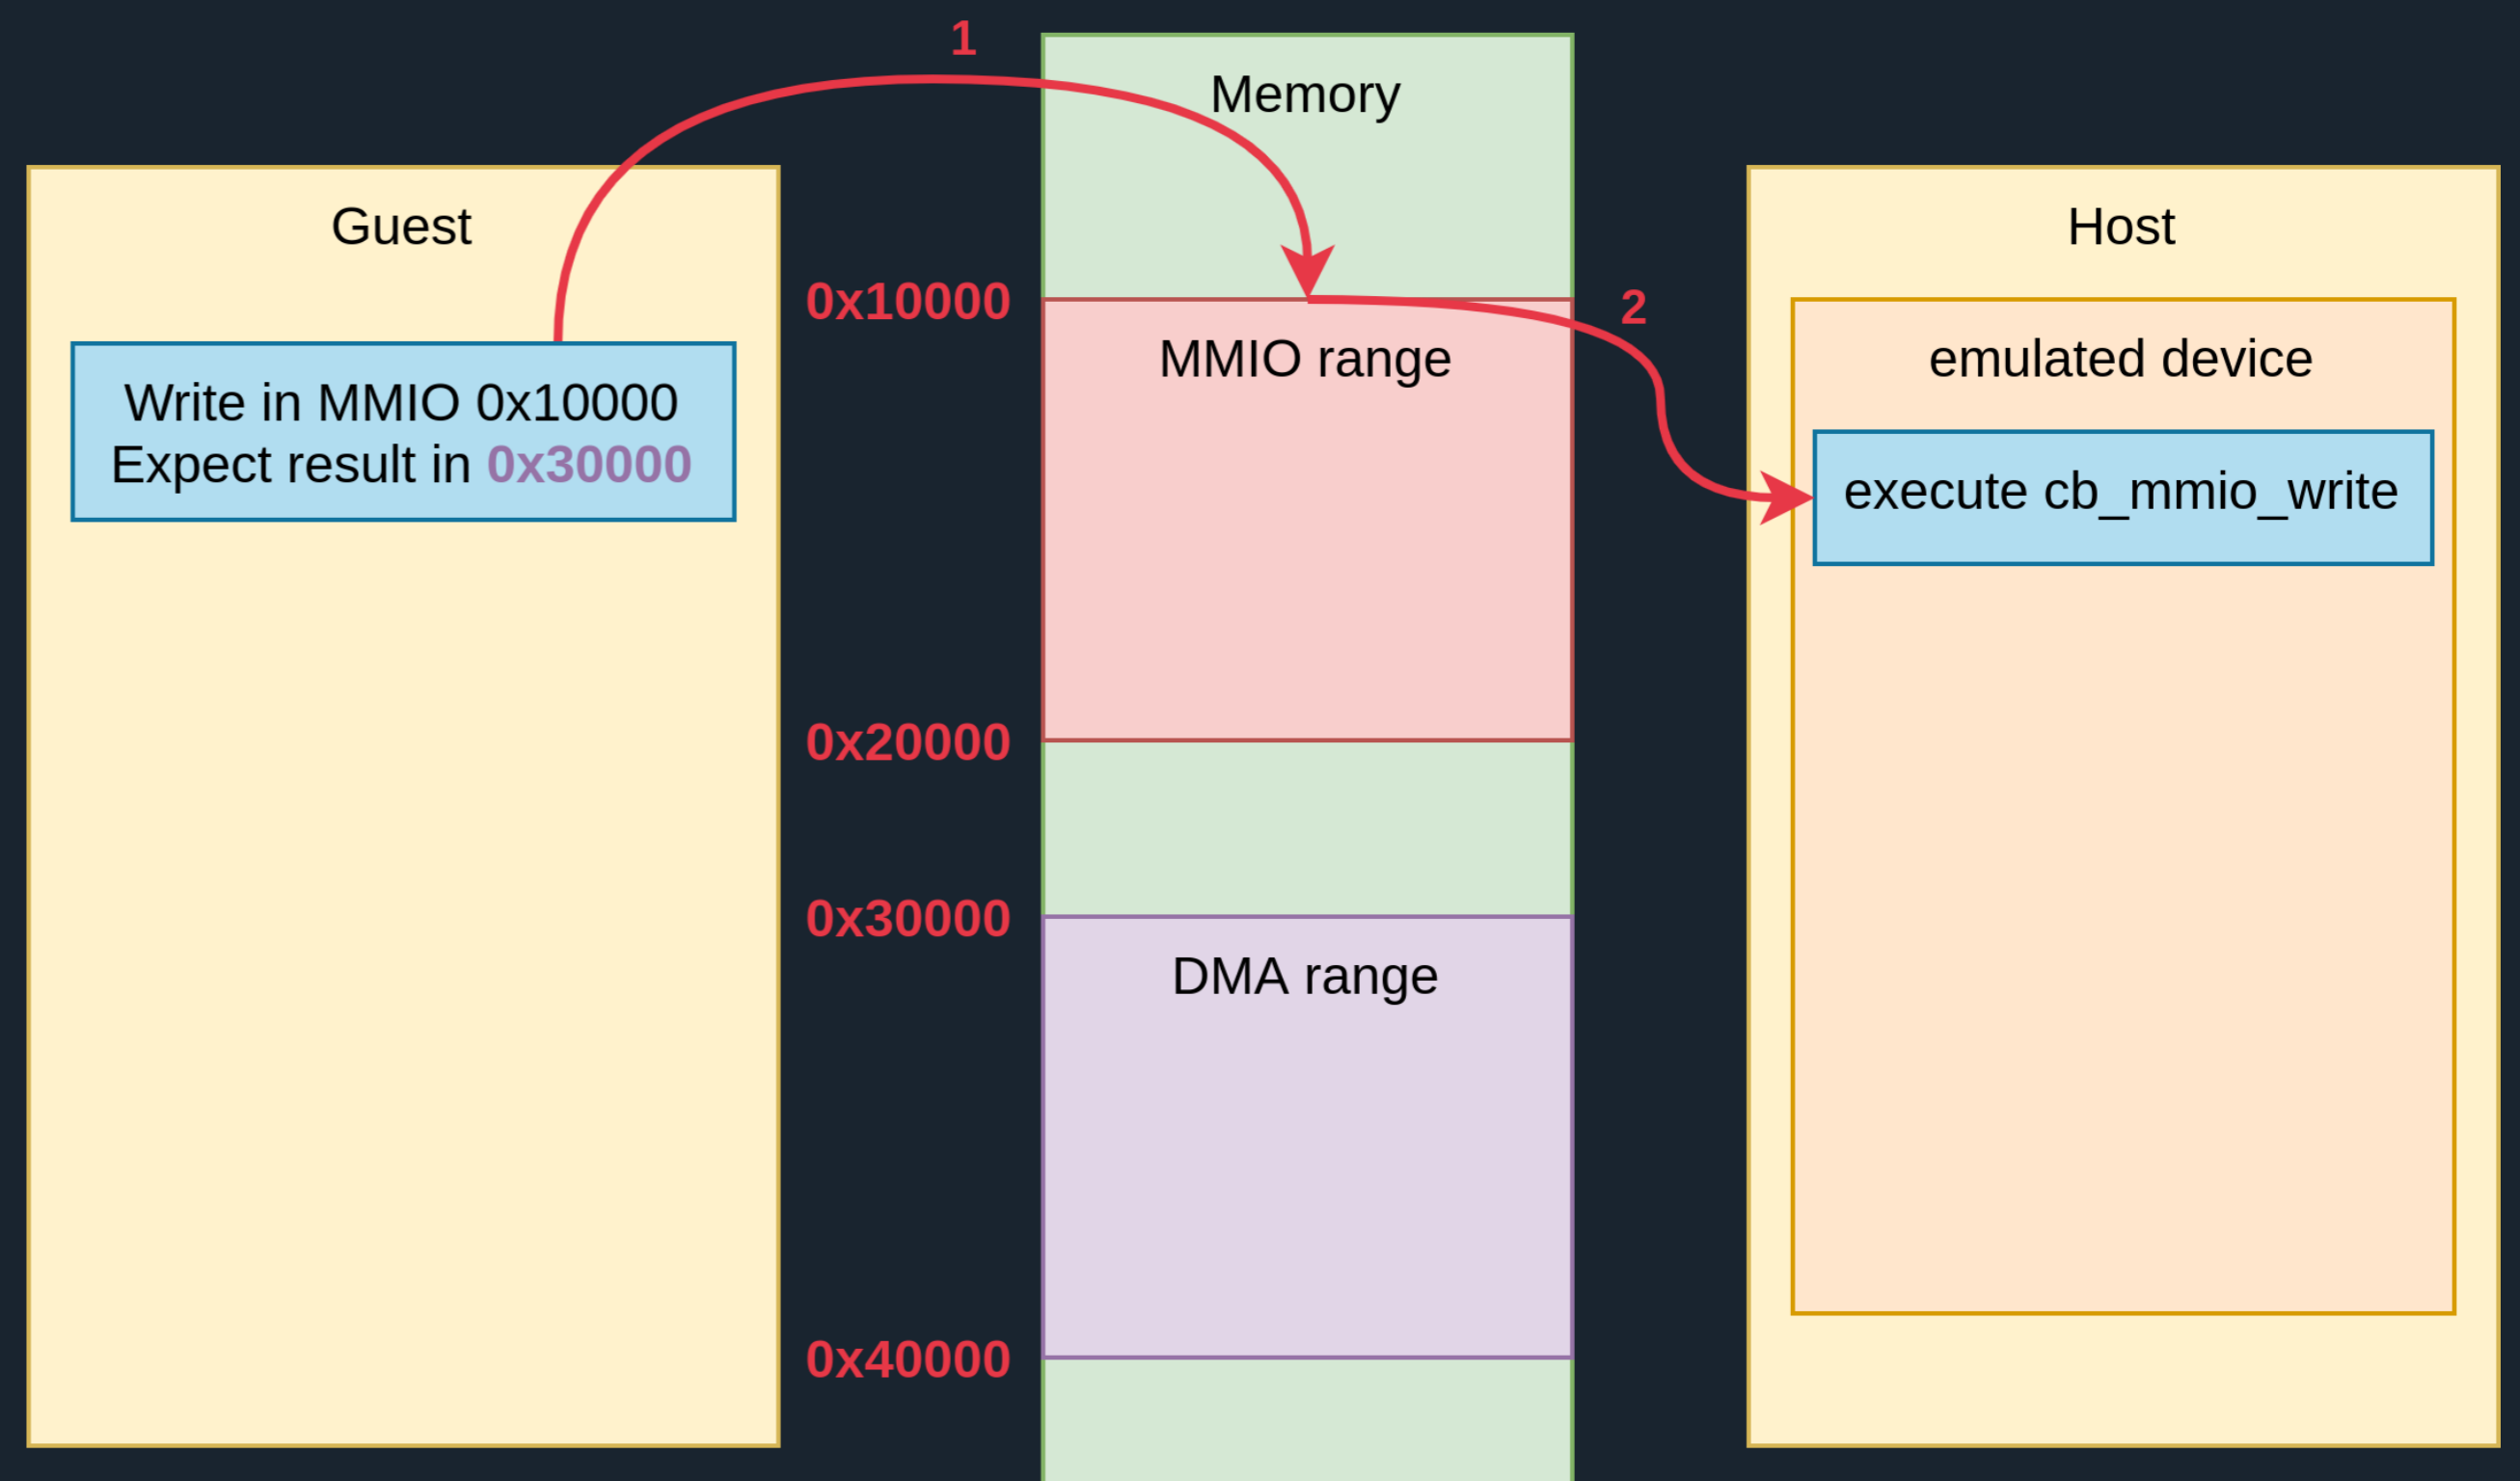 1
Memory
Guest
Host
0x10000
2
MMIO range
emulated device
Write in MMIO 0x10000
Expect result in 0x30000
execute cb_mmio_write
0x20000
0x30000
DMA range
0x40000